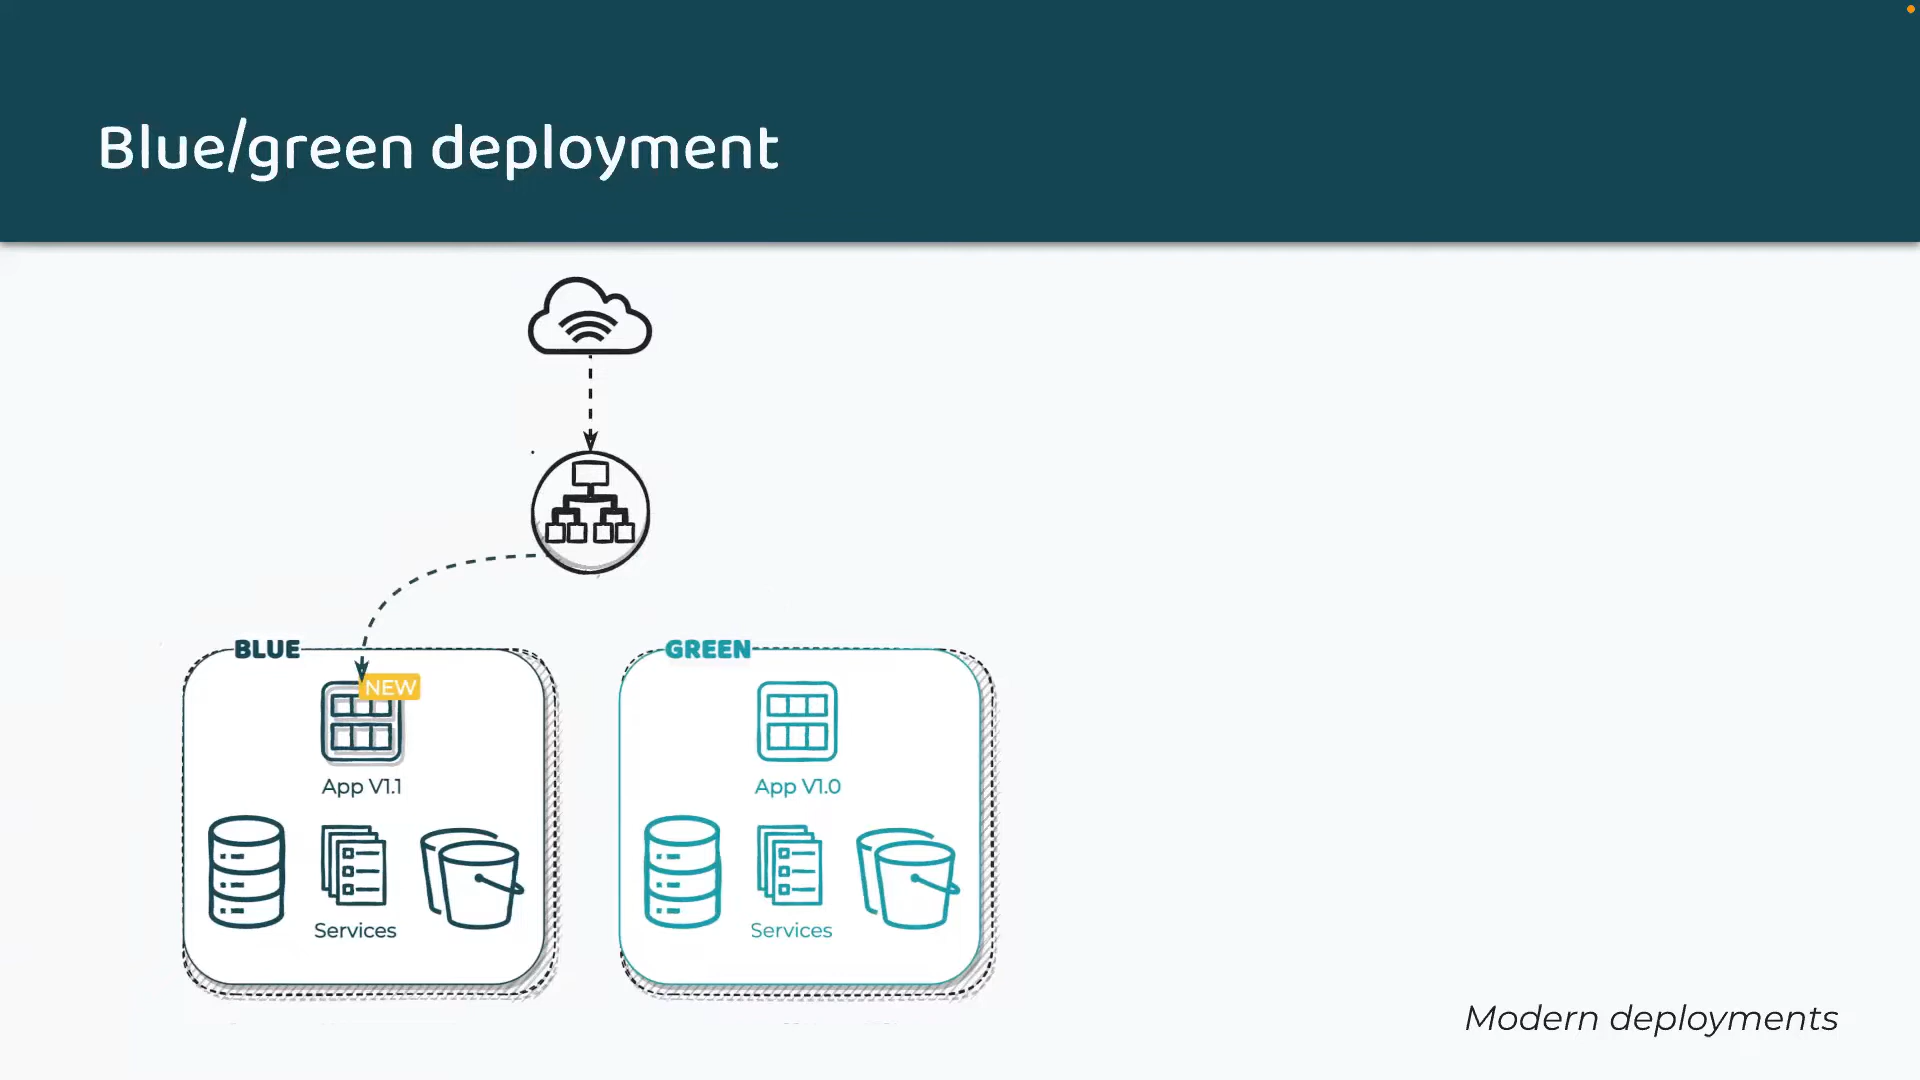 Blue/green deployment
BLUE
GREEN
NEW
App V1.1
App V1.0
Services
Services
Modern deployments